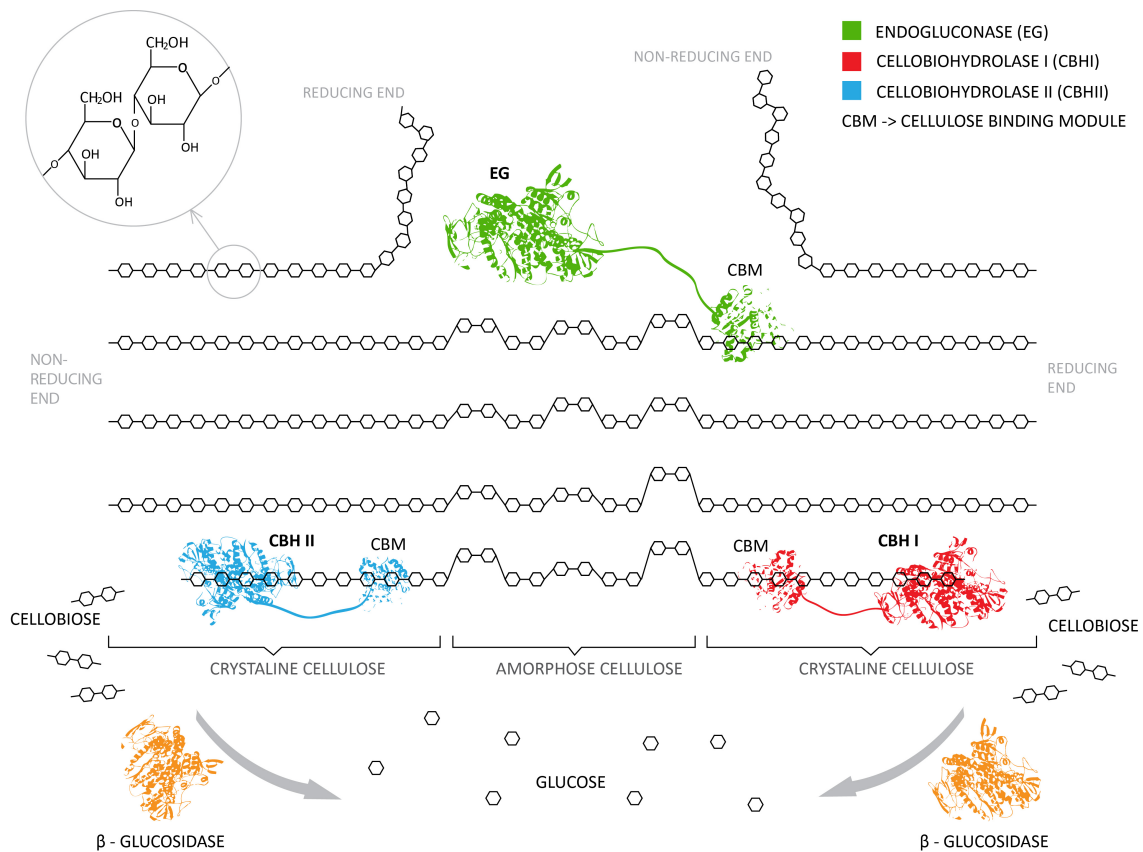 CH₂OH
O
O
OH
CH₂OH
OH
O
O
O
OH
OH
OH
REDUCING END
NON-REDUCING END
ENDOGLUCONASE (EG)
CELLOBIOHYDROLASE I (CBHI)
CELLOBIOHYDROLASE II (CBHII)
CBM -> CELLULOSE BINDING MODULE
EG
CBM
NON-
REDUCING
END
REDUCING
END
CBH II
CBM
CBM
CBH I
CELLOBIOSE
CELLOBIOSE
CRYSTALINE CELLULOSE
AMORPHOSE CELLULOSE
CRYSTALINE CELLULOSE
GLUCOSE
β - GLUCOSIDASE
β - GLUCOSIDASE